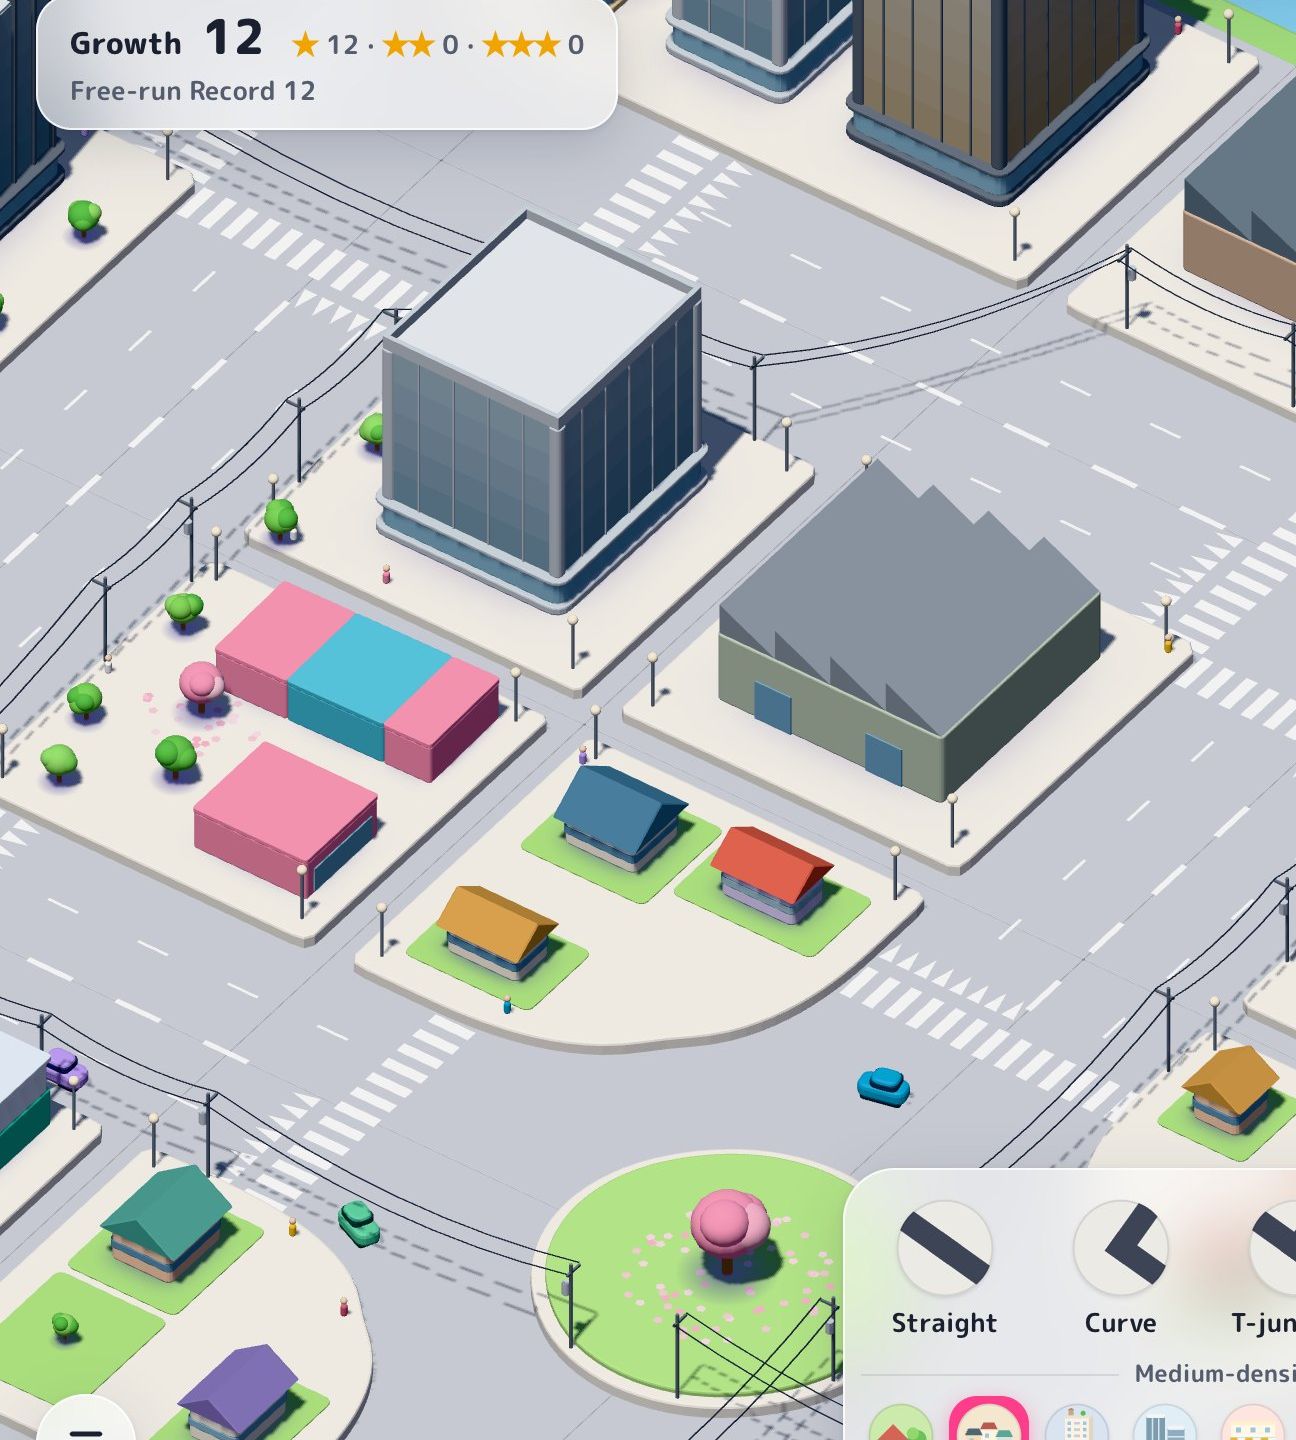 Growth 12 ★ 12 · ★★ 0 · ★★★ 0
Free-run Record 12
Straight Curve